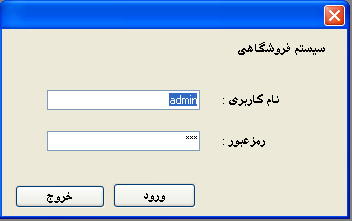 سیستم فروشگاهی
نام کاربری : admin
رمزعبور : ***
ورود خروج